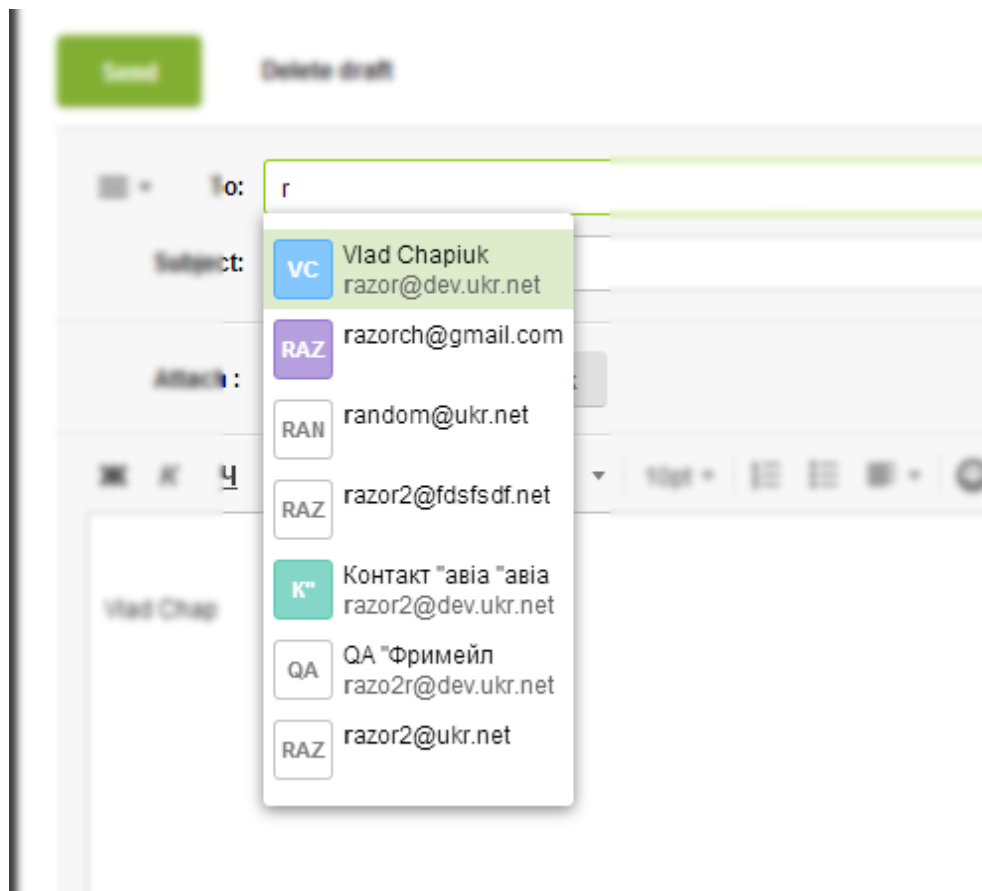 Send Delete draft
To: r
Subject:
VC Vlad Chapiuk
razor@dev.ukr.net
RAZ razorch@gmail.com
Attach :
RAN random@ukr.net
Ж К Ч 10pt
RAZ razor2@fdsfsdf.net
К" Контакт "авіа "авіа
razor2@dev.ukr.net
Vlad Chap
QA QA "Фримейл
razo2r@dev.ukr.net
RAZ razor2@ukr.net